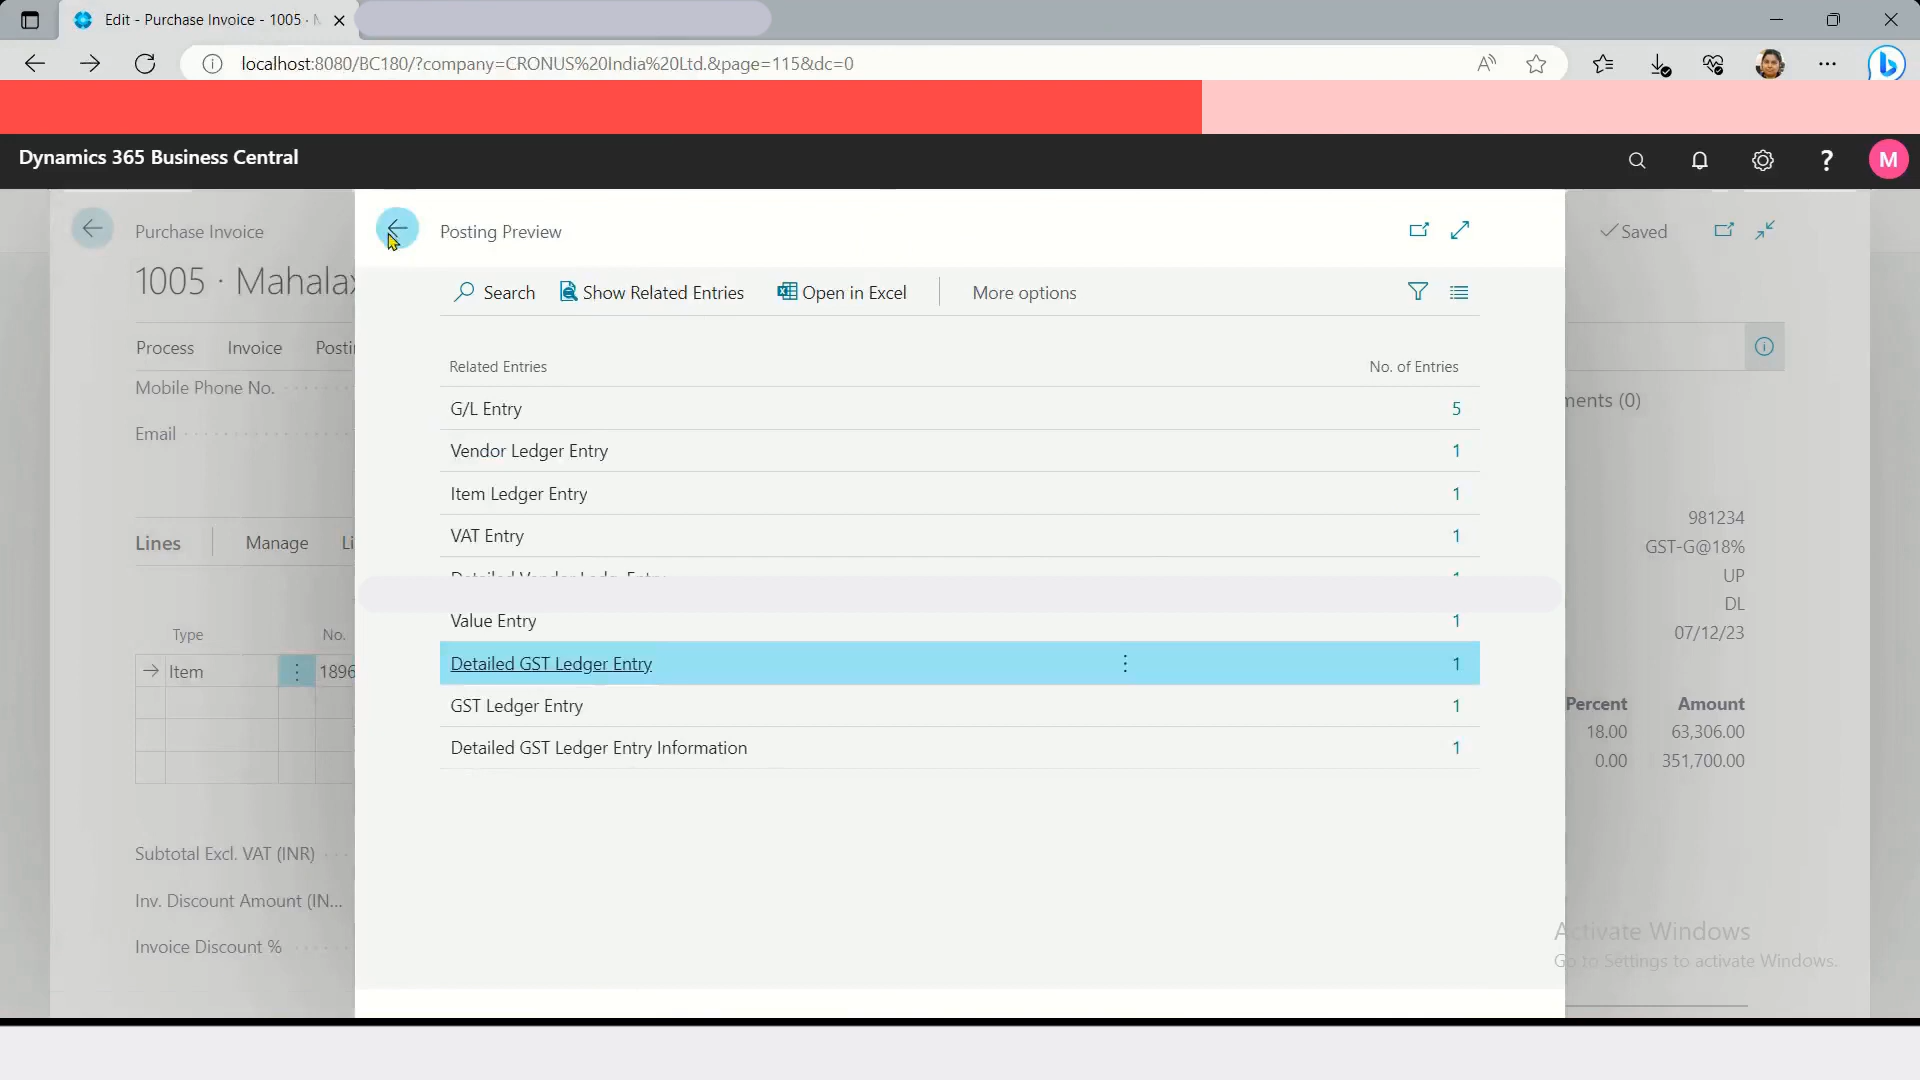 Edit - Purchase Invoice - 1005 ·
localhost:8080/BC180/?company=CRONUS%20India%20Ltd.&page=115&dc=0
Dynamics 365 Business Central
?
M
Purchase Invoice
Posting Preview
Saved
1005 · Mahalax
Search
Show Related Entries
Open in Excel
More options
Process
Invoice
Postin
Related Entries
No. of Entries
Mobile Phone No.
G/L Entry
5
ments (0)
Email
Vendor Ledger Entry
1
Item Ledger Entry
1
981234
Lines
Manage
Li
VAT Entry
1
GST-G@18%
UP
DL
Type
No.
Value Entry
1
07/12/23
Item
1896
Detailed GST Ledger Entry
1
GST Ledger Entry
1
Percent
Amount
18.00
63,306.00
Detailed GST Ledger Entry Information
1
0.00
351,700.00
Subtotal Excl. VAT (INR)
Inv. Discount Amount (IN...
Invoice Discount %
Activate Windows
Go to Settings to activate Windows.